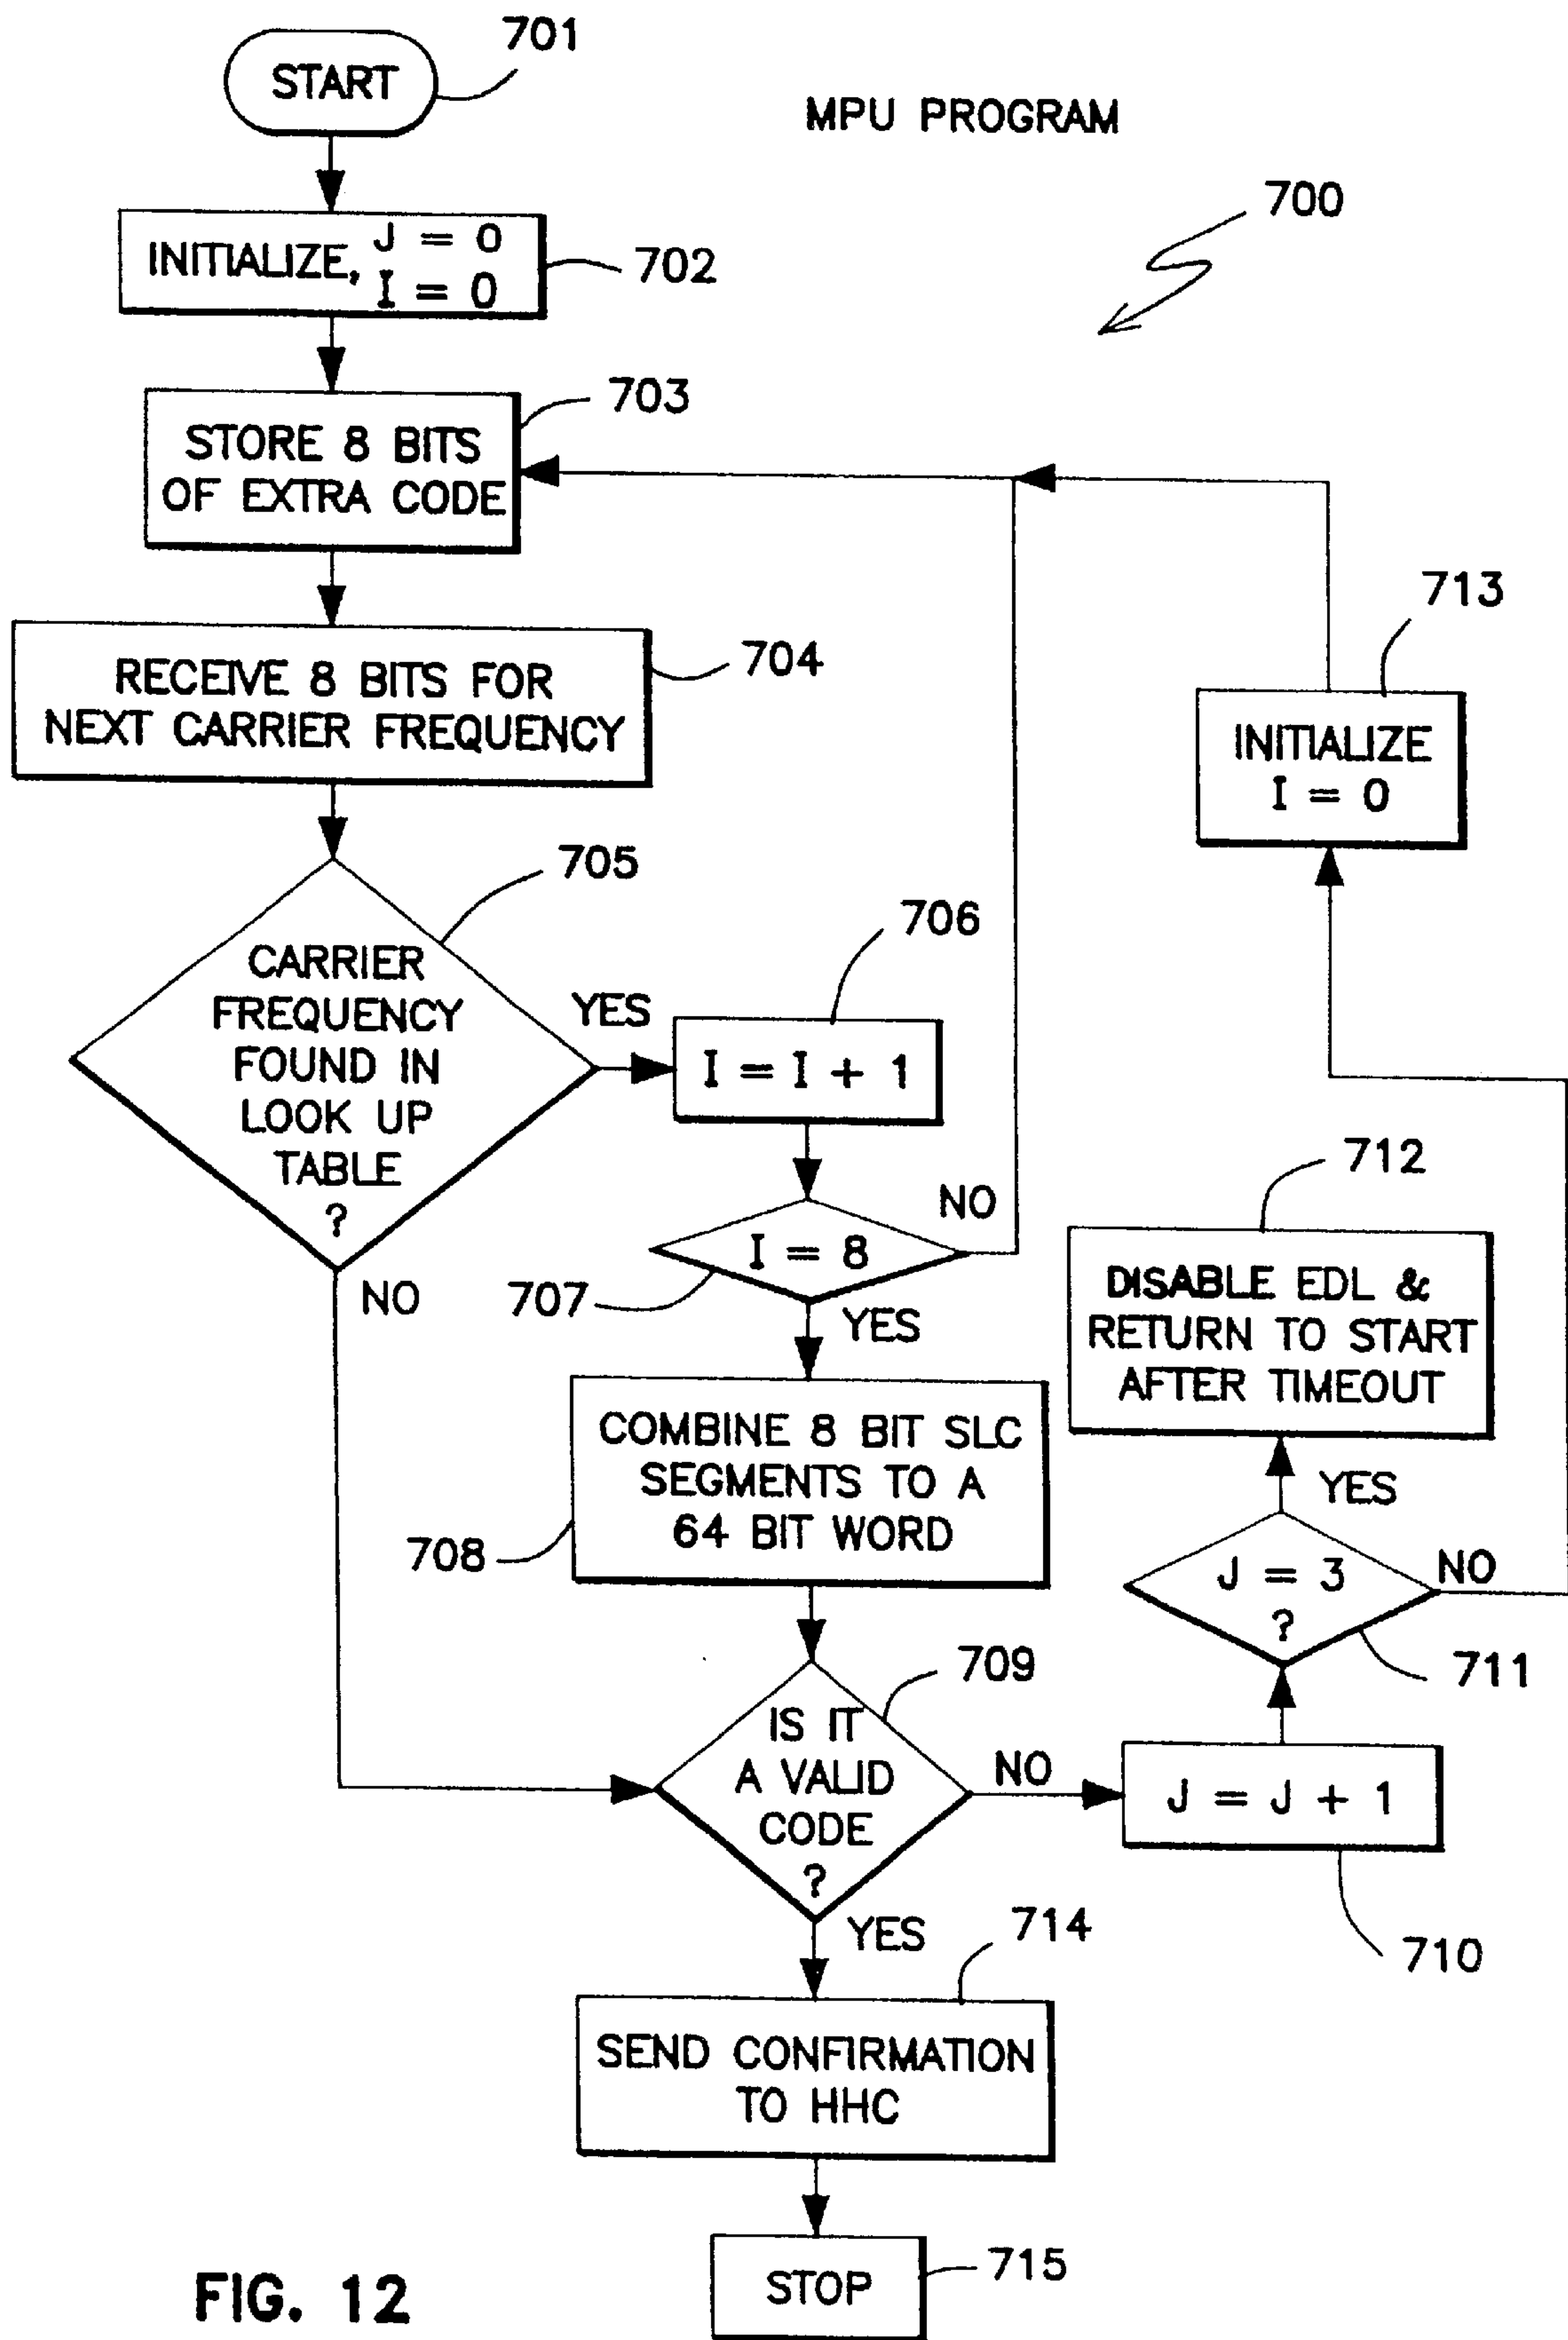 701
START
MPU PROGRAM
700
INITIALIZE, J = 0
I = 0
702
703
STORE 8 BITS
OF EXTRA CODE
704
RECEIVE 8 BITS FOR
NEXT CARRIER FREQUENCY
713
INITIALIZE
I = 0
705
CARRIER
FREQUENCY
FOUND IN
LOOK UP
TABLE
?
YES
NO
706
I = I + 1
NO
I = 8
707
YES
712
DISABLE EDL &
RETURN TO START
AFTER TIMEOUT
COMBINE 8 BIT SLC
SEGMENTS TO A
64 BIT WORD
708
YES
J = 3
?
NO
711
709
IS IT
A VALID
CODE
?
NO
J = J + 1
710
YES
714
SEND CONFIRMATION
TO HHC
STOP
715
FIG. 12